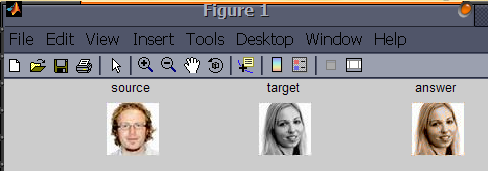 Figure 1
File Edit View Insert Tools Desktop Window Help
source target answer